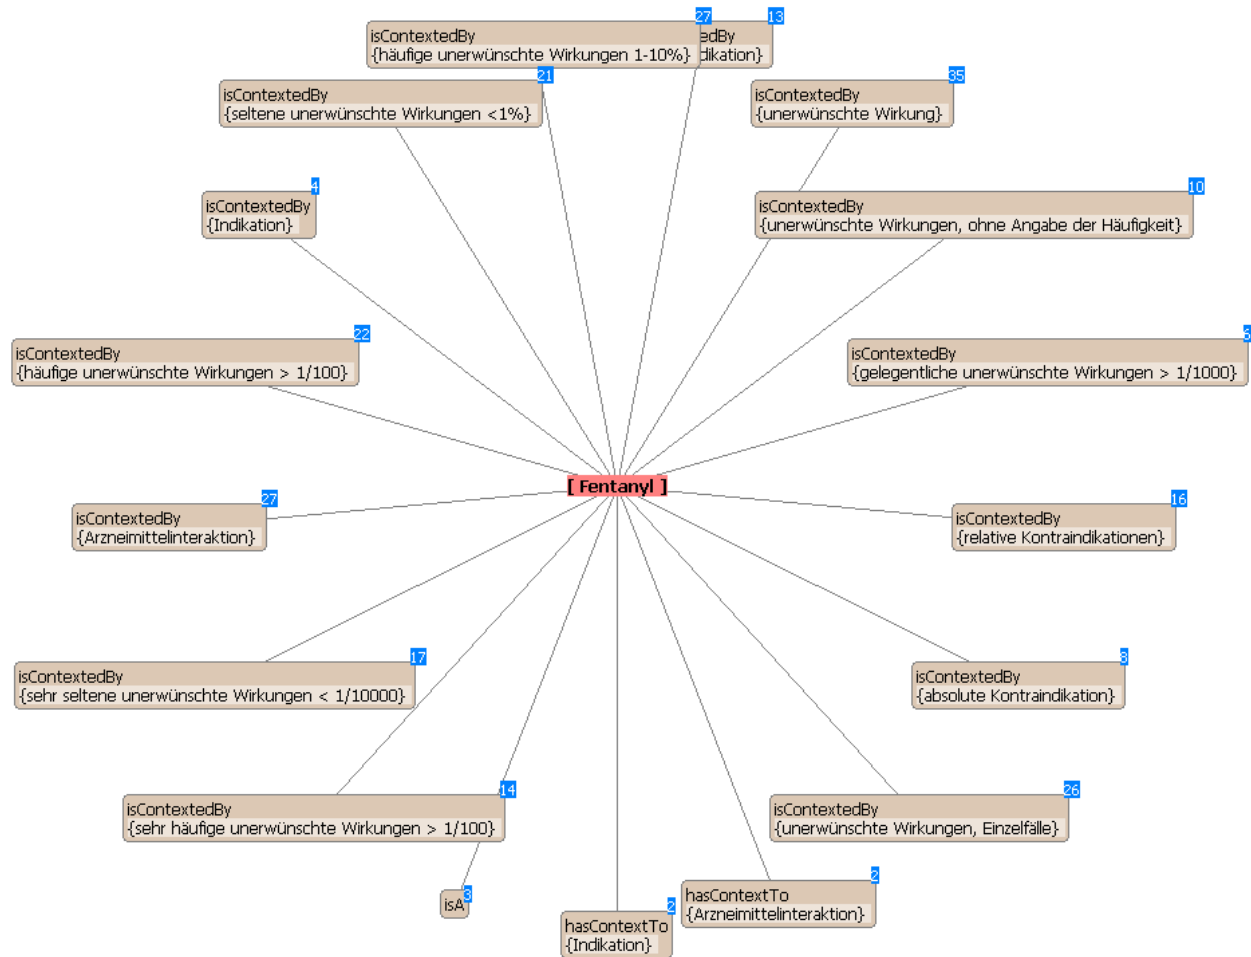 27
13
isContextedBy
edBy
{häufige unerwünschte Wirkungen 1-10%}
dikation}
21
isContextedBy
{seltene unerwünschte Wirkungen <1%}
35
isContextedBy
{unerwünschte Wirkung}
4
isContextedBy
{Indikation}
10
isContextedBy
{unerwünschte Wirkungen, ohne Angabe der Häufigkeit}
22
isContextedBy
{häufige unerwünschte Wirkungen > 1/100}
6
isContextedBy
{gelegentliche unerwünschte Wirkungen > 1/1000}
[ Fentanyl ]
27
isContextedBy
{Arzneimittelinteraktion}
16
isContextedBy
{relative Kontraindikationen}
17
isContextedBy
{sehr seltene unerwünschte Wirkungen < 1/10000}
8
isContextedBy
{absolute Kontraindikation}
14
isContextedBy
{sehr häufige unerwünschte Wirkungen > 1/100}
26
isContextedBy
{unerwünschte Wirkungen, Einzelfälle}
3
isA
2
hasContextTo
{Indikation}
2
hasContextTo
{Arzneimittelinteraktion}